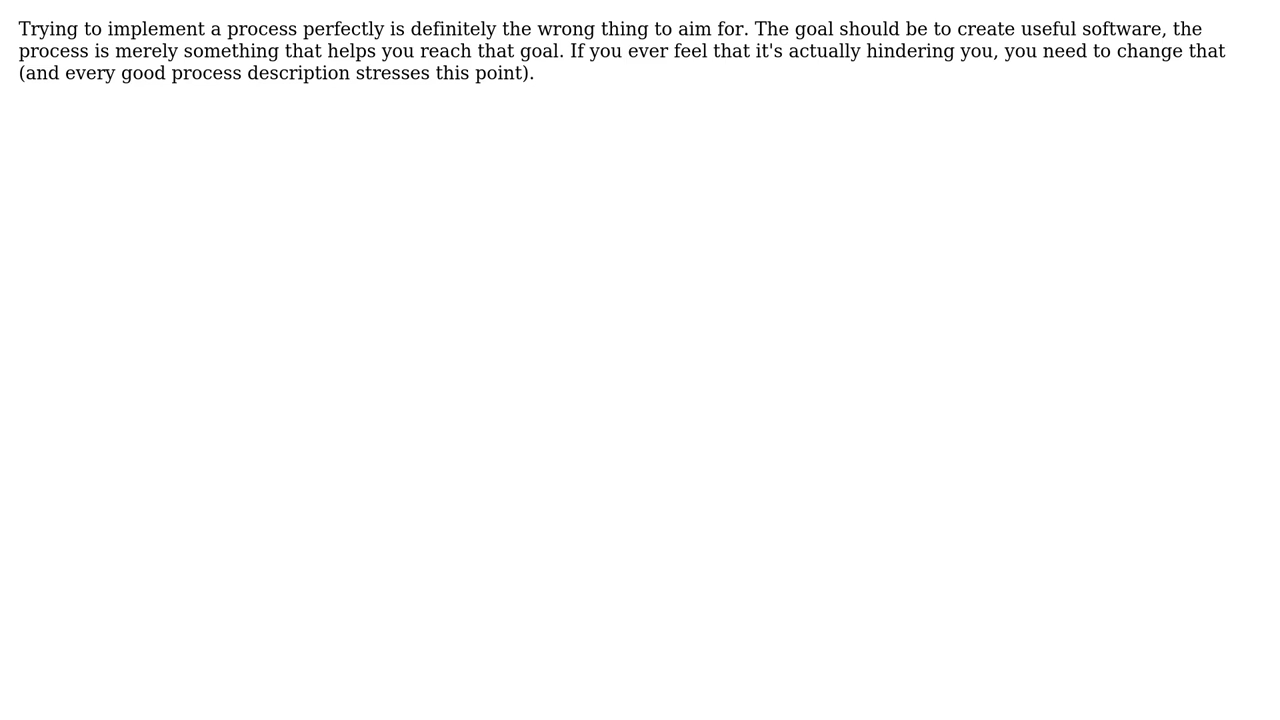 Trying to implement a process perfectly is definitely the wrong thing to aim for. The goal should be to create useful software, the
process is merely something that helps you reach that goal. If you ever feel that it's actually hindering you, you need to change that
(and every good process description stresses this point).